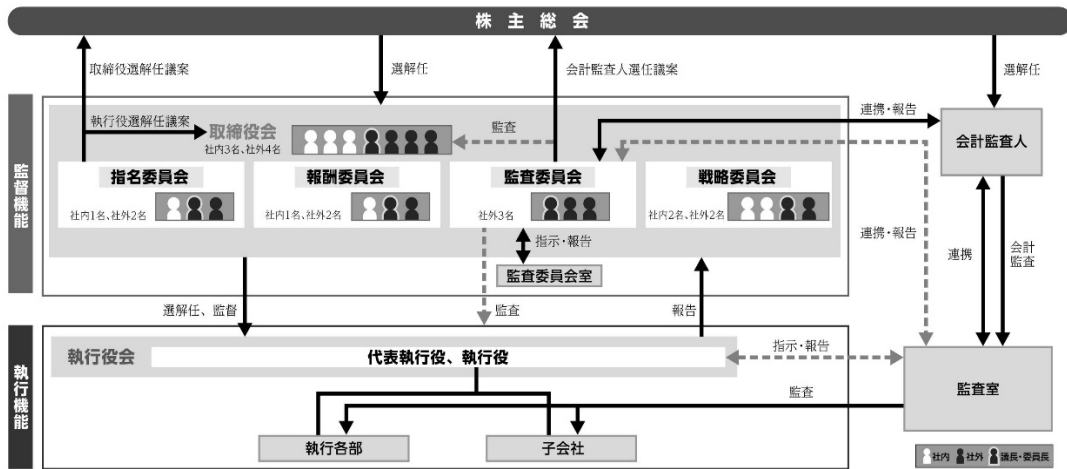 株主総会
取締役選解任議案
選解任
会計監査人選任議案
選解任
監督機能
執行役選解任議案
取締役会
社内3名、社外4名
監査
連携・報告
会計監査人
指名委員会
社内1名、社外2名
報酬委員会
社内1名、社外2名
監査委員会
社外3名
戦略委員会
社内2名、社外2名
指示・報告
監査委員会室
連携・報告
連携
会計
監査
選解任、監督
監査
報告
執行機能
執行役会
代表執行役、執行役
指示・報告
監査室
監査
執行各部
子会社
社内
社外
議長・委員長